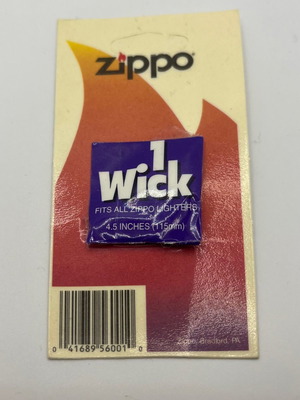 zippo
1
Wick
FITS ALL ZIPPO LIGHTERS
4.5 INCHES (115mm)
0 41689 56001 0
Zippo, Bradford, PA